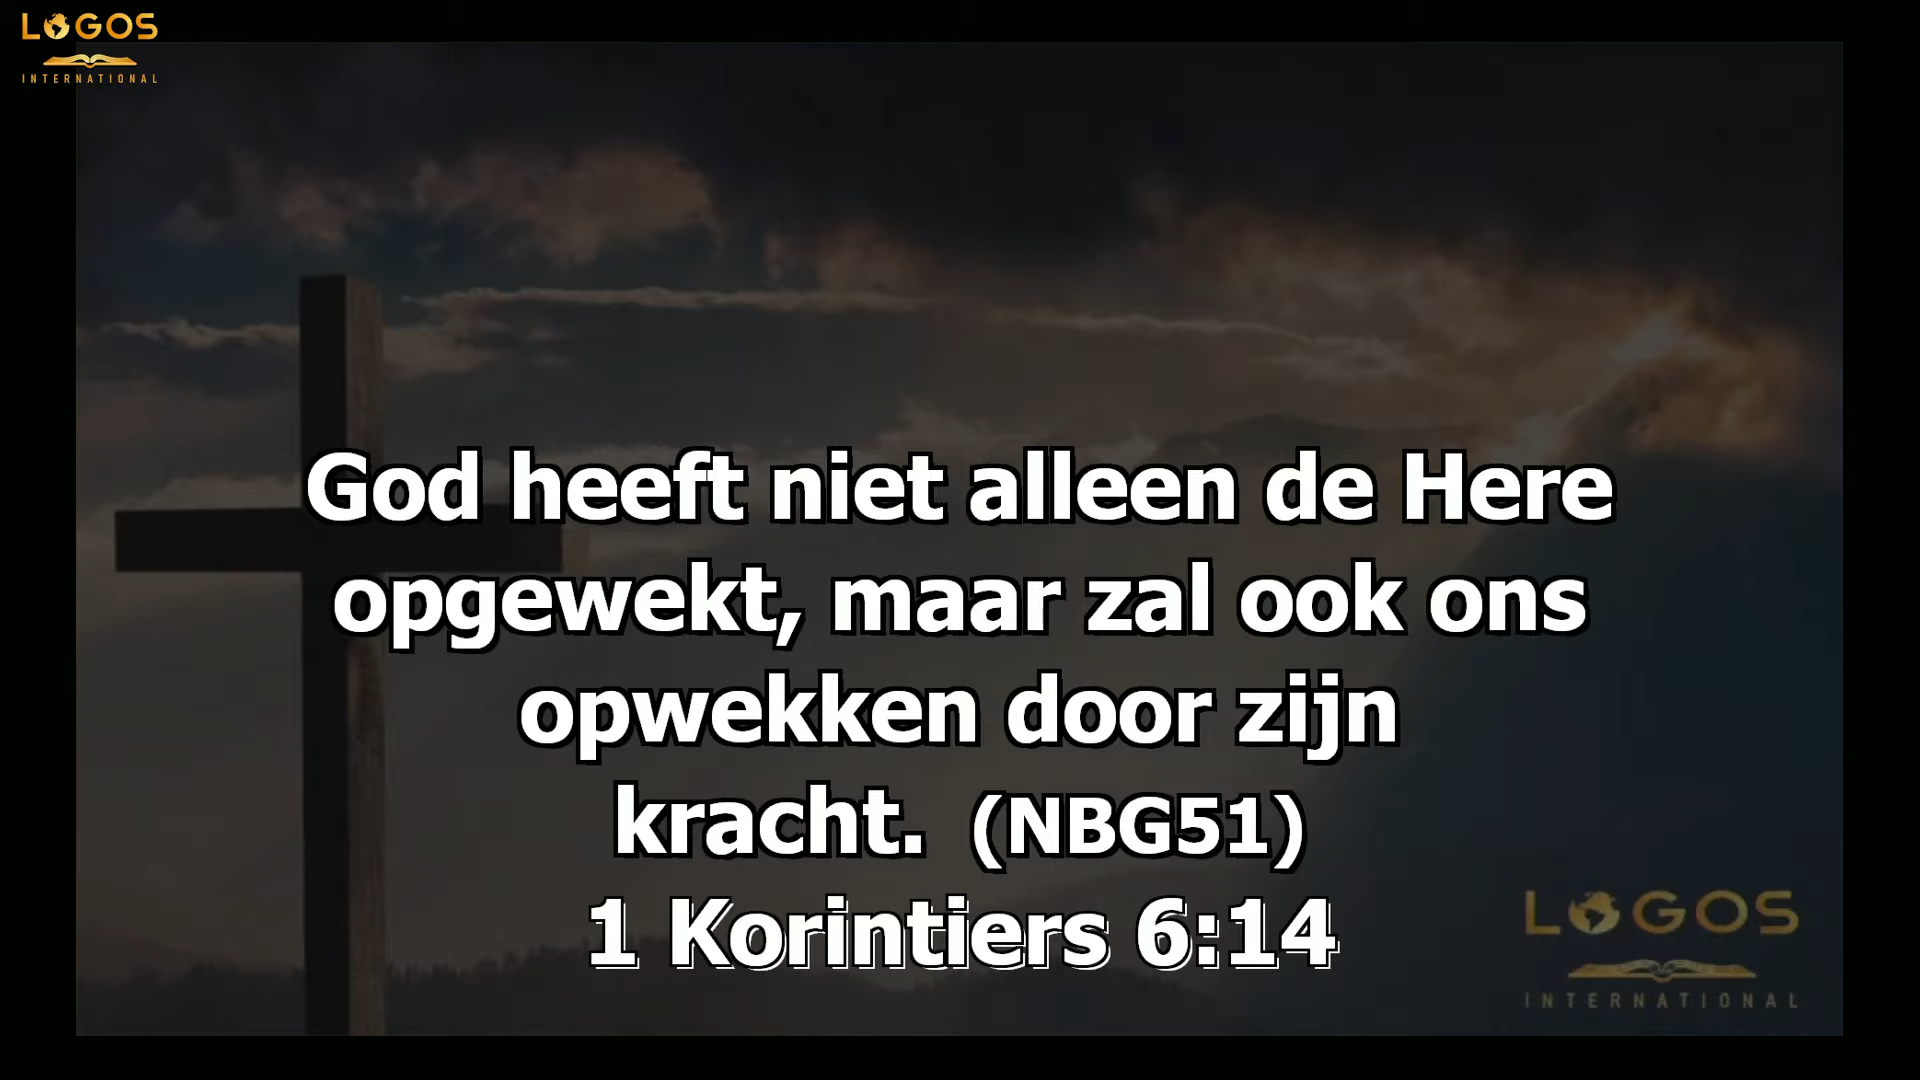 LOGOS
INTERNATIONAL
God heeft niet alleen de Here
opgewekt, maar zal ook ons
opwekken door zijn
kracht. (NBG51)
1 Korintiers 6:14
LOGOS
INTERNATIONAL